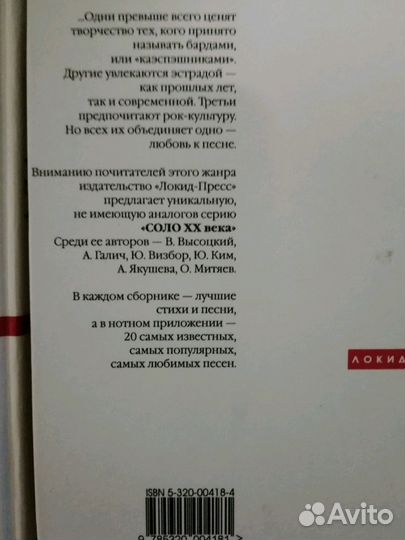 ...Одни превыше всего ценят
творчество тех, кого принято
называть бардами,
или «каэспэшниками».
Другие увлекаются эстрадой —
как прошлых лет,
так и современной. Третьи
предпочитают рок-культуру.
Но всех их объединяет одно —
любовь к песне.
Вниманию почитателей этого жанра
издательство «Локид-Пресс»
предлагает уникальную,
не имеющую аналогов серию
«СОЛО ХХ века»
Среди ее авторов — В. Высоцкий,
А. Галич, Ю. Визбор, Ю. Ким,
А. Якушева, О. Митяев.
В каждом сборнике — лучшие
стихи и песни,
а в нотном приложении —
20 самых известных,
самых популярных,
самых любимых песен.
ЛОКИД
ISBN 5-320-00418-4
9 785320 004181 >
Avito